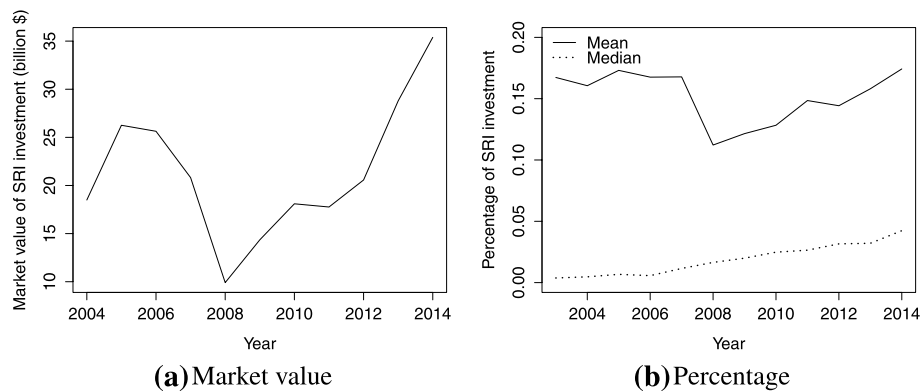 Market value of SRI investment (billion $)
35
30
25
20
15
10
2004 2006 2008 2010 2012 2014
Year
(a) Market value
Percentage of SRI investment
0.20
0.15
0.10
0.05
0.00
Mean
Median
2004 2006 2008 2010 2012 2014
Year
(b) Percentage